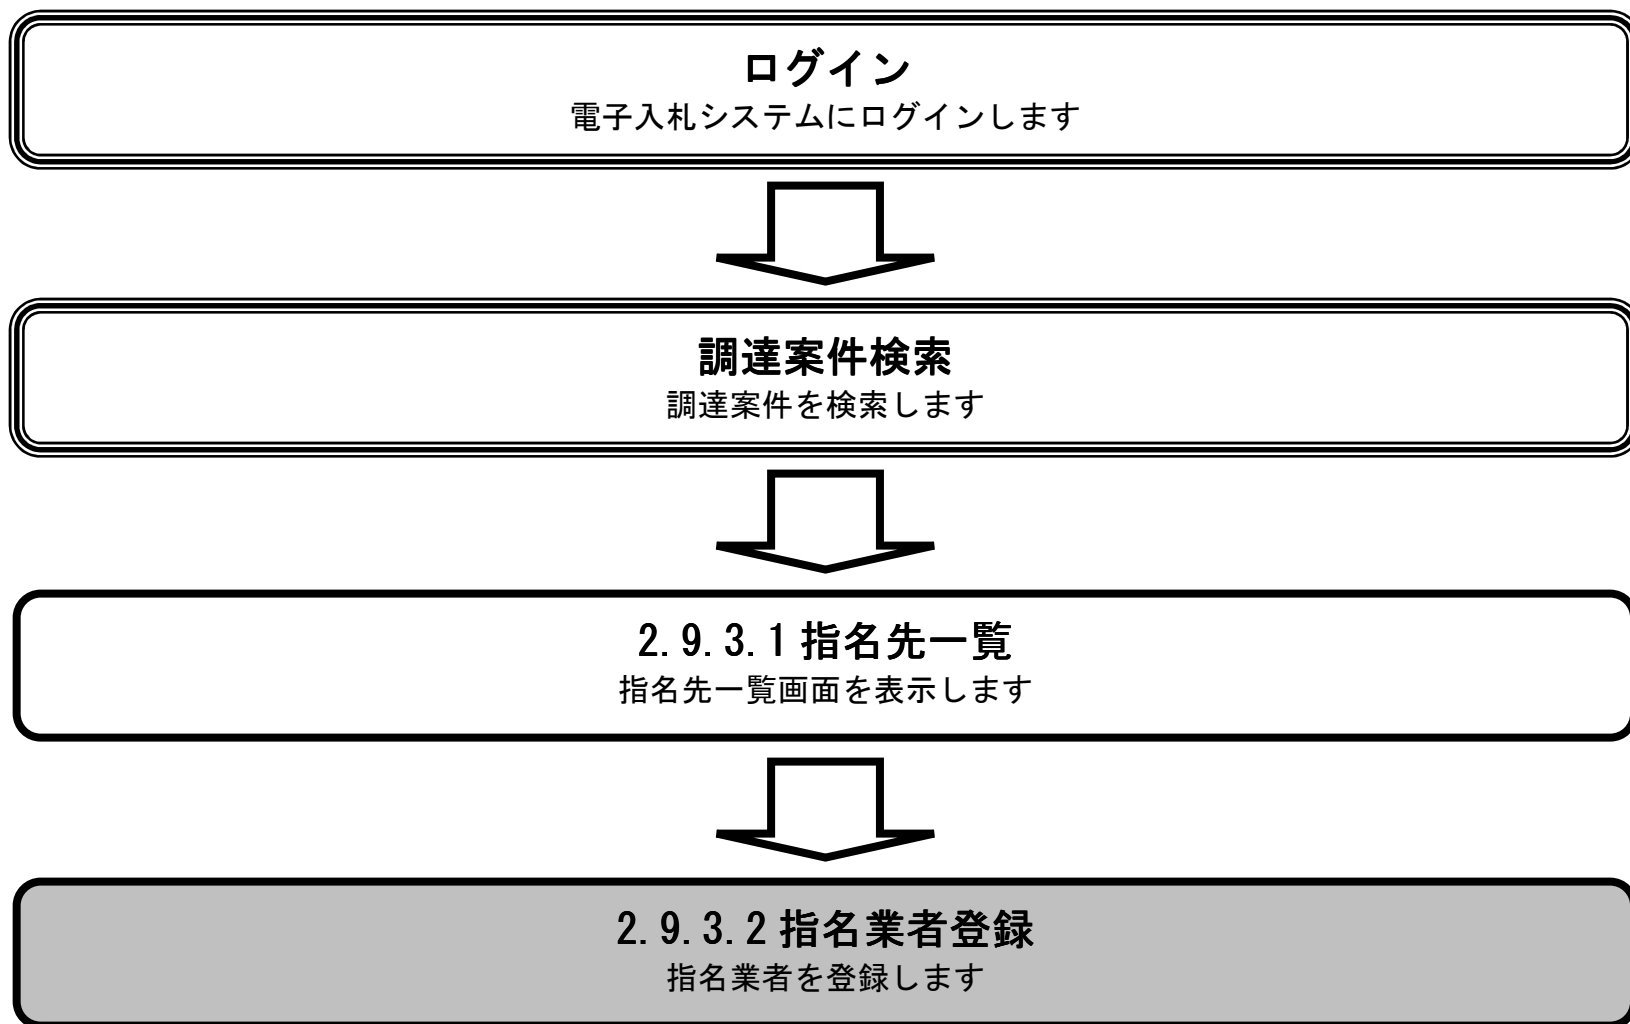 ログイン
電子入札システムにログインします
調達案件検索
調達案件を検索します
2.9.3.1 指名先一覧
指名先一覧画面を表示します
2.9.3.2 指名業者登録
指名業者を登録します